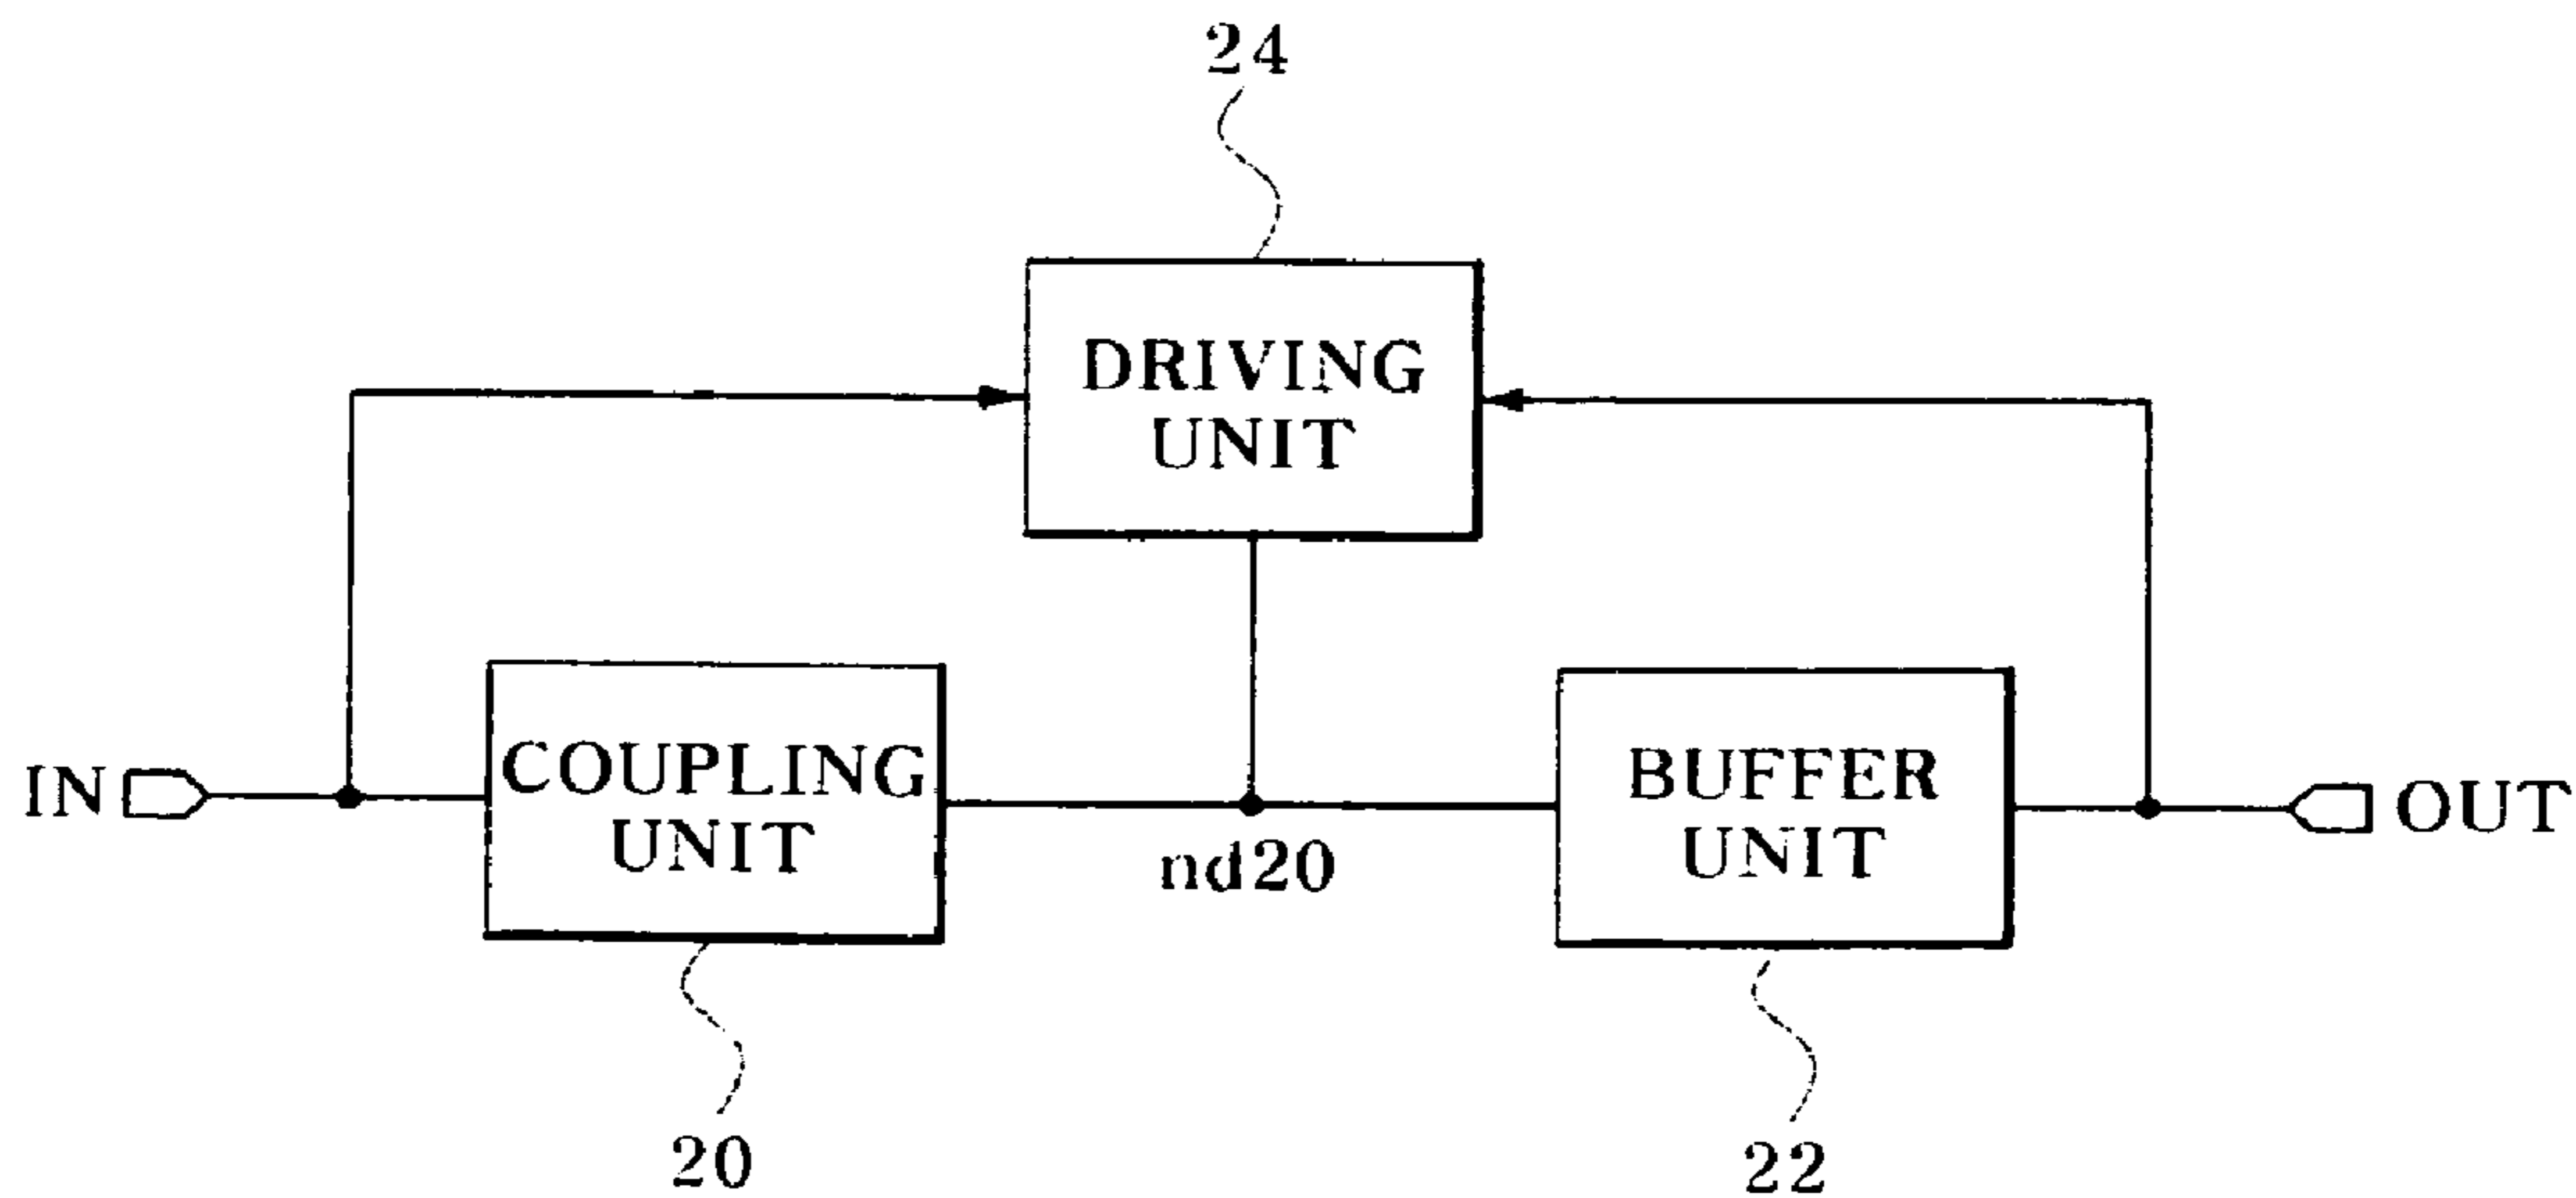 24
DRIVING
UNIT
IN
COUPLING
UNIT
nd20
BUFFER
UNIT
OUT
20
22